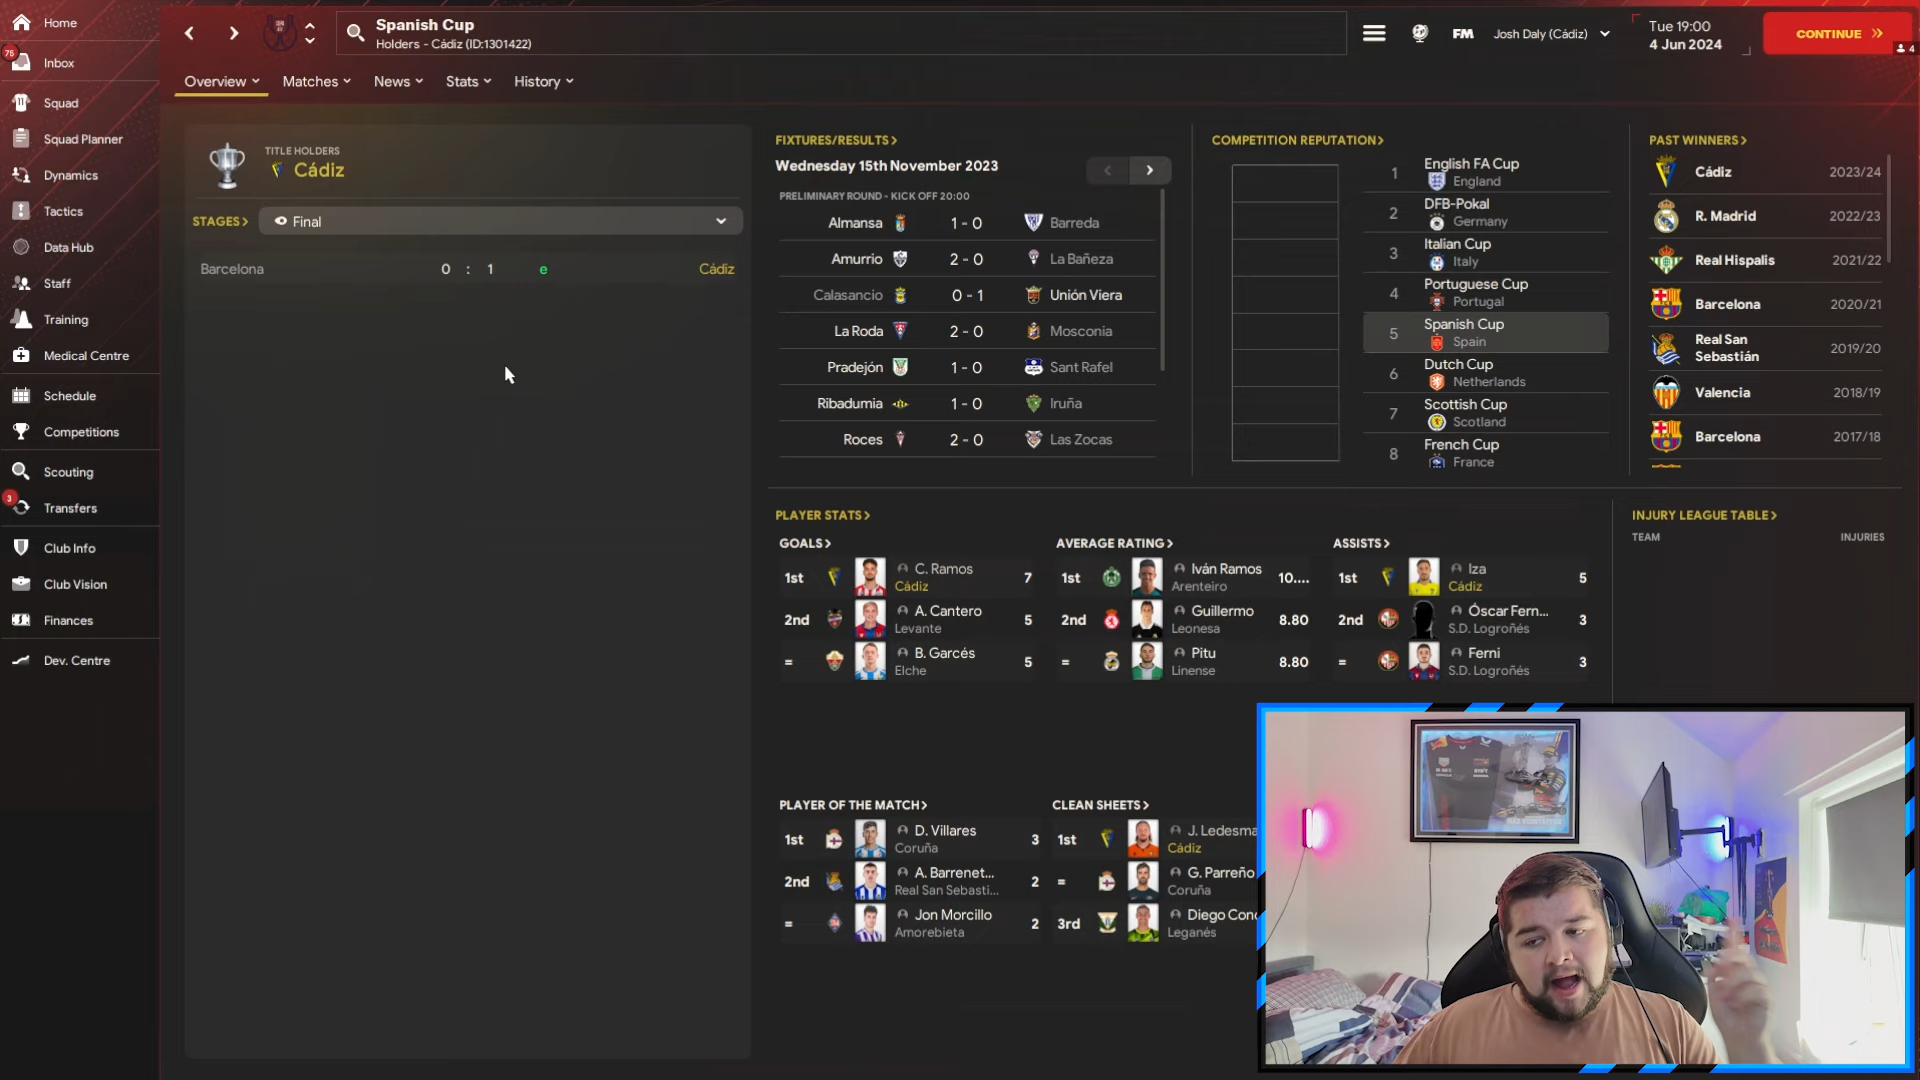 Home
75
Inbox
Squad
Squad Planner
Dynamics
Tactics
Data Hub
Staff
Training
Medical Centre
Schedule
Competitions
Scouting
3
Transfers
Club Info
Club Vision
Finances
Dev. Centre
Spanish Cup
Holders - Cádiz (ID:1301422)
FM
Josh Daly (Cádiz)
Tue 19:00
4 Jun 2024
CONTINUE
4
Overview
Matches
News
Stats
History
TITLE HOLDERS
Cádiz
STAGES>
Final
Barcelona 0 : 1 e Cádiz
FIXTURES/RESULTS>
Wednesday 15th November 2023
PRELIMINARY ROUND - KICK OFF 20:00
Almansa 1 - 0 Barreda
Amurrio 2 - 0 La Bañeza
Calasancio 0 - 1 Unión Viera
La Roda 2 - 0 Mosconia
Pradejón 1 - 0 Sant Rafel
Ribadumia 1 - 0 Iruña
Roces 2 - 0 Las Zocas
COMPETITION REPUTATION>
1 English FA Cup
England
2 DFB-Pokal
Germany
3 Italian Cup
Italy
4 Portuguese Cup
Portugal
5 Spanish Cup
Spain
6 Dutch Cup
Netherlands
7 Scottish Cup
Scotland
8 French Cup
France
PAST WINNERS>
Cádiz 2023/24
R. Madrid 2022/23
Real Hispalis 2021/22
Barcelona 2020/21
Real San
Sebastián 2019/20
Valencia 2018/19
Barcelona 2017/18
PLAYER STATS>
GOALS>
1st C. Ramos 7
Cádiz
2nd A. Cantero 5
Levante
= B. Garcés 5
Elche
AVERAGE RATING>
1st Iván Ramos 10....
Arenteiro
2nd Guillermo 8.80
Leonesa
= Pitu 8.80
Linense
ASSISTS>
1st Iza 5
Cádiz
2nd Óscar Fern... 3
S.D. Logroñés
= Ferni 3
S.D. Logroñés
INJURY LEAGUE TABLE>
TEAM INJURIES
PLAYER OF THE MATCH>
1st D. Villares 3
Coruña
2nd A. Barrenet... 2
Real San Sebasti...
= Jon Morcillo 2
Amorebieta
CLEAN SHEETS>
1st J. Ledesma
Cádiz
= G. Parreño
Coruña
3rd Diego Con
Leganés